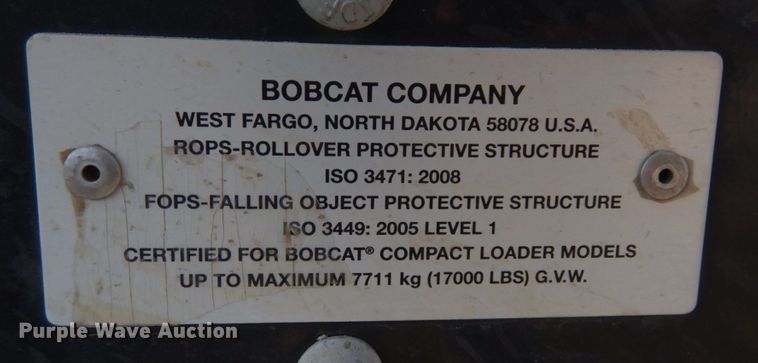 BOBCAT COMPANY
WEST FARGO, NORTH DAKOTA 58078 U.S.A.
ROPS-ROLLOVER PROTECTIVE STRUCTURE
ISO 3471: 2008
FOPS-FALLING OBJECT PROTECTIVE STRUCTURE
ISO 3449: 2005 LEVEL 1
CERTIFIED FOR BOBCAT® COMPACT LOADER MODELS
UP TO MAXIMUM 7711 kg (17000 LBS) G.V.W.
Purple Wave Auction